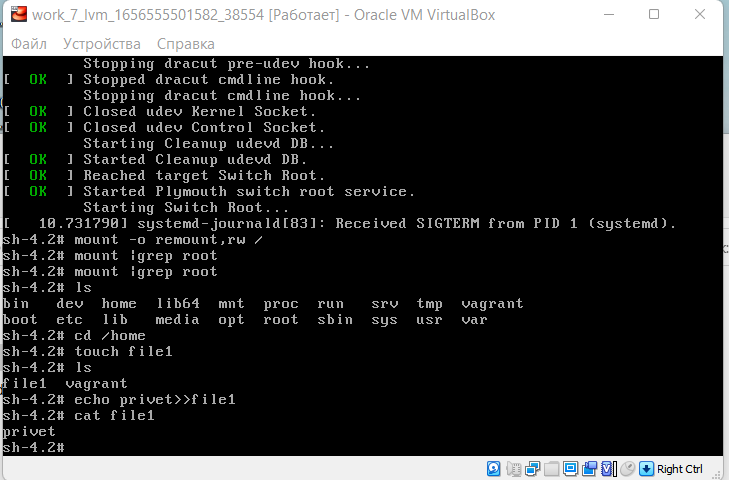 work_7_lvm_1656555501582_38554 [Работает] - Oracle VM VirtualBox
Файл Устройства Справка
Stopping dracut pre-udev hook...
[  OK  ] Stopped dracut cmdline hook.
Stopping dracut cmdline hook...
[  OK  ] Closed udev Kernel Socket.
[  OK  ] Closed udev Control Socket.
Starting Cleanup udevd DB...
[  OK  ] Started Cleanup udevd DB.
[  OK  ] Reached target Switch Root.
[  OK  ] Started Plymouth switch root service.
Starting Switch Root...
[   10.731790] systemd-journald[83]: Received SIGTERM from PID 1 (systemd).
sh-4.2# mount -o remount,rw /
sh-4.2# mount |grep root
sh-4.2# mount |grep root
sh-4.2# ls
bin   dev  home  lib64  mnt  proc  run   srv  tmp  vagrant
boot  etc  lib   media  opt  root  sbin  sys  usr  var
sh-4.2# cd /home
sh-4.2# touch file1
sh-4.2# ls
file1  vagrant
sh-4.2# echo privet>>file1
sh-4.2# cat file1
privet
sh-4.2#
Right Ctrl